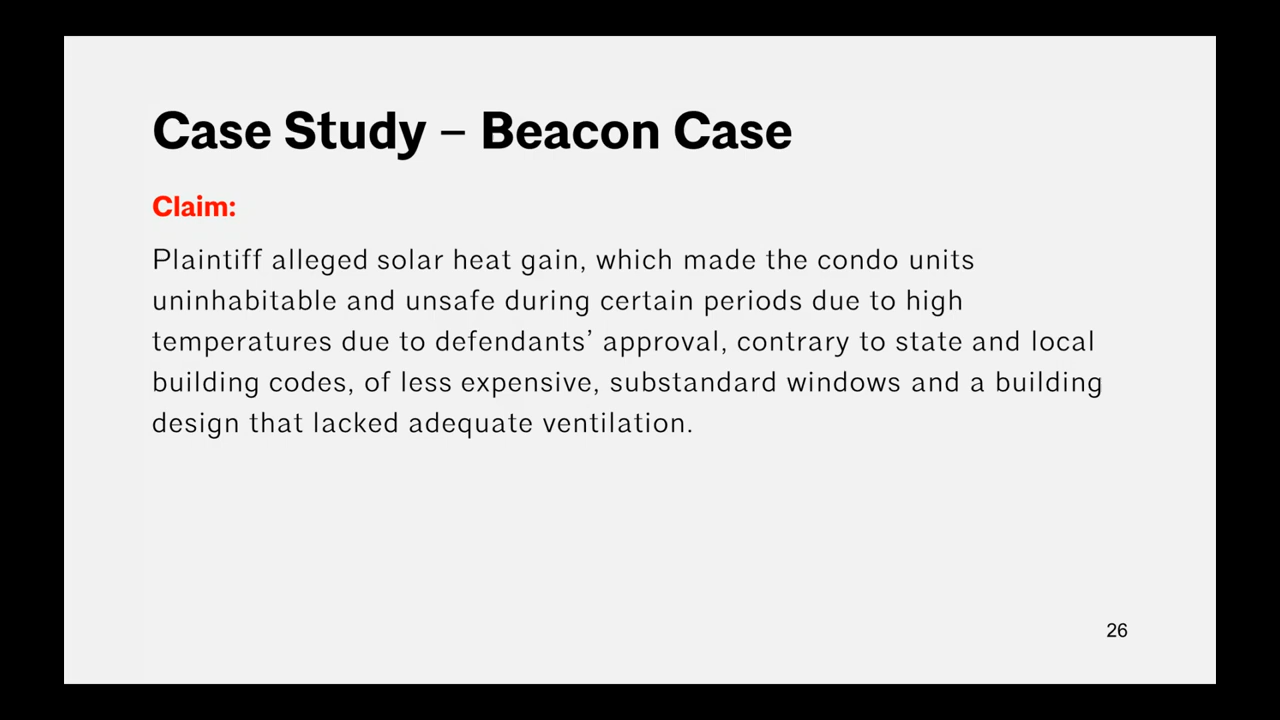 Case Study – Beacon Case
Claim:
Plaintiff alleged solar heat gain, which made the condo units
uninhabitable and unsafe during certain periods due to high
temperatures due to defendants’ approval, contrary to state and local
building codes, of less expensive, substandard windows and a building
design that lacked adequate ventilation.
26